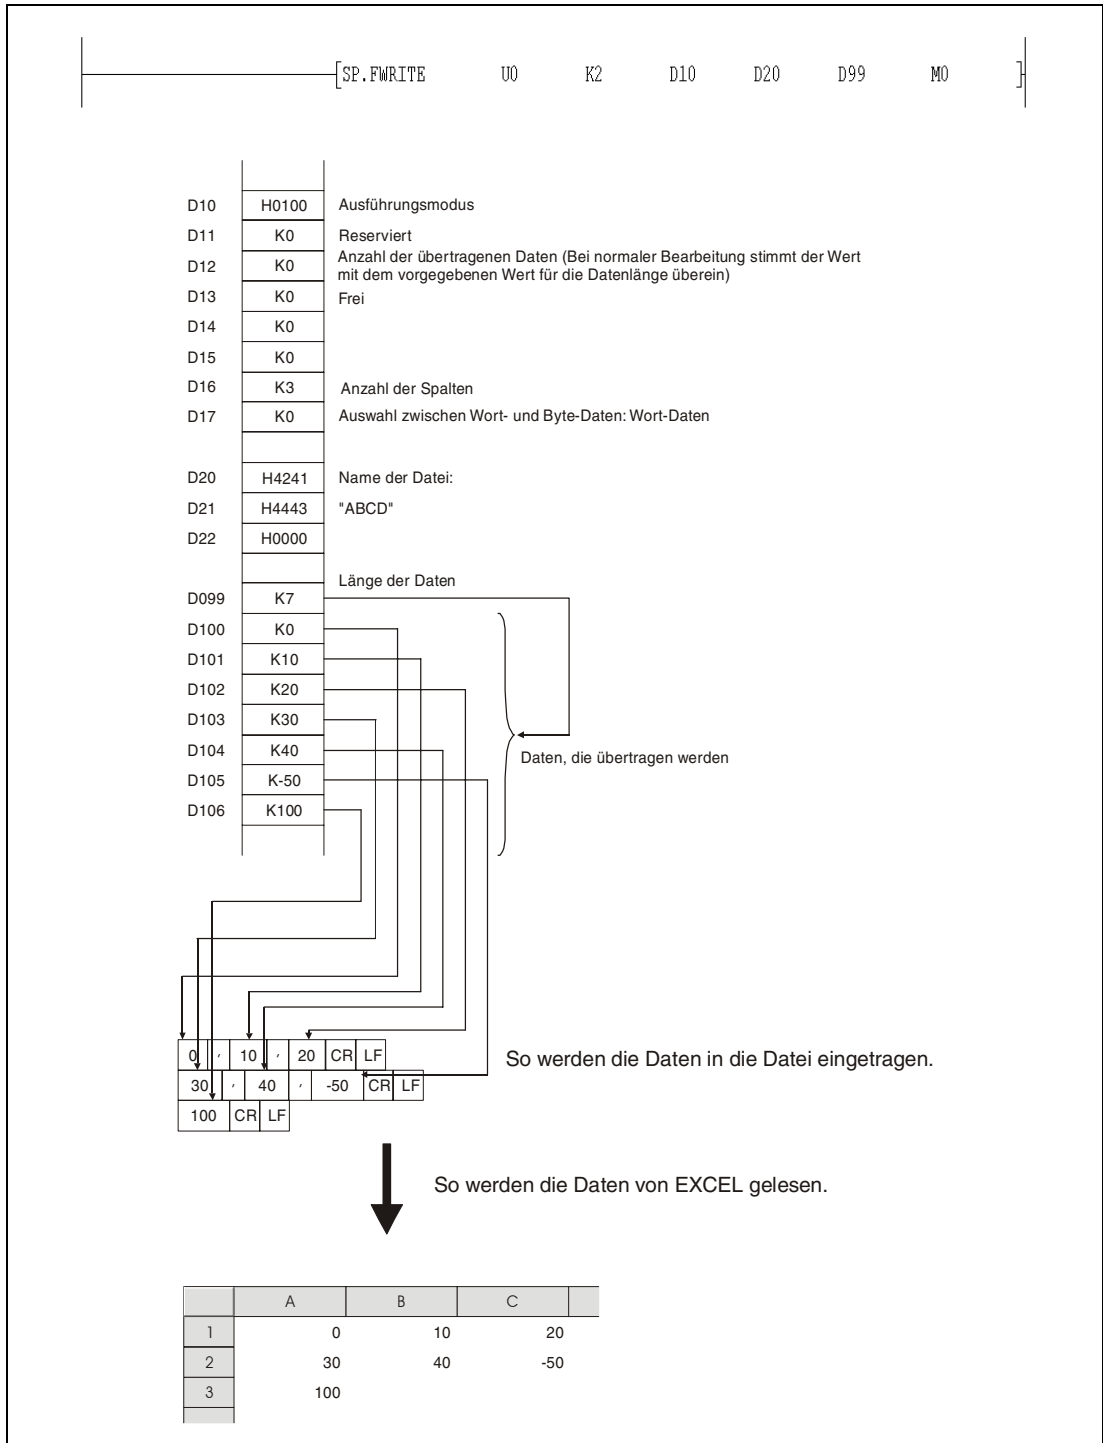 SP.FWRITE U0 K2 D10 D20 D99 M0
D10 H0100 Ausführungsmodus
D11 K0 Reserviert
D12 K0 Anzahl der übertragenen Daten (Bei normaler Bearbeitung stimmt der Wert
mit dem vorgegebenen Wert für die Datenlänge überein)
D13 K0 Frei
D14 K0
D15 K0
D16 K3 Anzahl der Spalten
D17 K0 Auswahl zwischen Wort- und Byte-Daten: Wort-Daten
D20 H4241 Name der Datei:
D21 H4443 "ABCD"
D22 H0000
Länge der Daten
D099 K7
D100 K0
D101 K10
D102 K20
D103 K30
D104 K40
Daten, die übertragen werden
D105 K-50
D106 K100
0 , 10 , 20 CR LF
So werden die Daten in die Datei eingetragen.
30 , 40 , -50 CR LF
100 CR LF
So werden die Daten von EXCEL gelesen.
A B C
1 0 10 20
2 30 40 -50
3 100